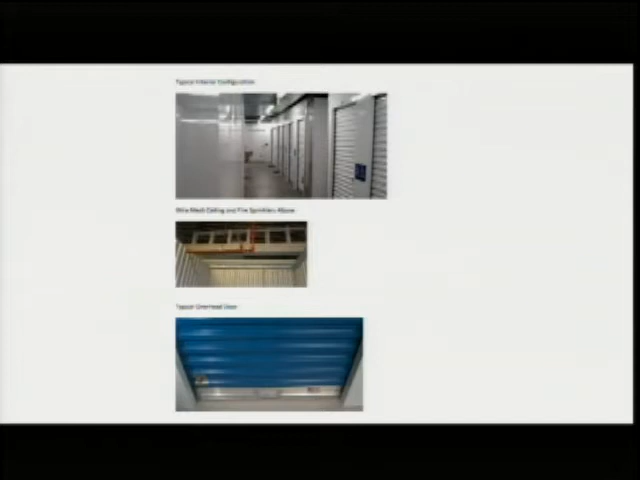 Typical Interior Configuration
Wire Mesh Ceiling and Fire Sprinklers Above
Typical Overhead Door